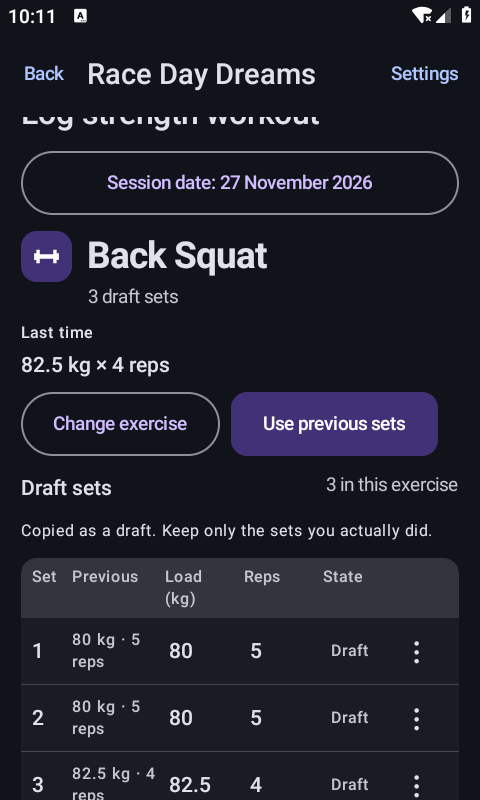 10:11
A
Back
Race Day Dreams
Settings
Log strength workout
Session date: 27 November 2026
Back Squat
3 draft sets
Last time
82.5 kg × 4 reps
Change exercise
Use previous sets
Draft sets
3 in this exercise
Copied as a draft. Keep only the sets you actually did.
Set Previous Load Reps State
(kg)
1 80 kg · 5 80 5 Draft
reps
2 80 kg · 5 80 5 Draft
reps
3 82.5 kg · 4 82.5 4 Draft
reps